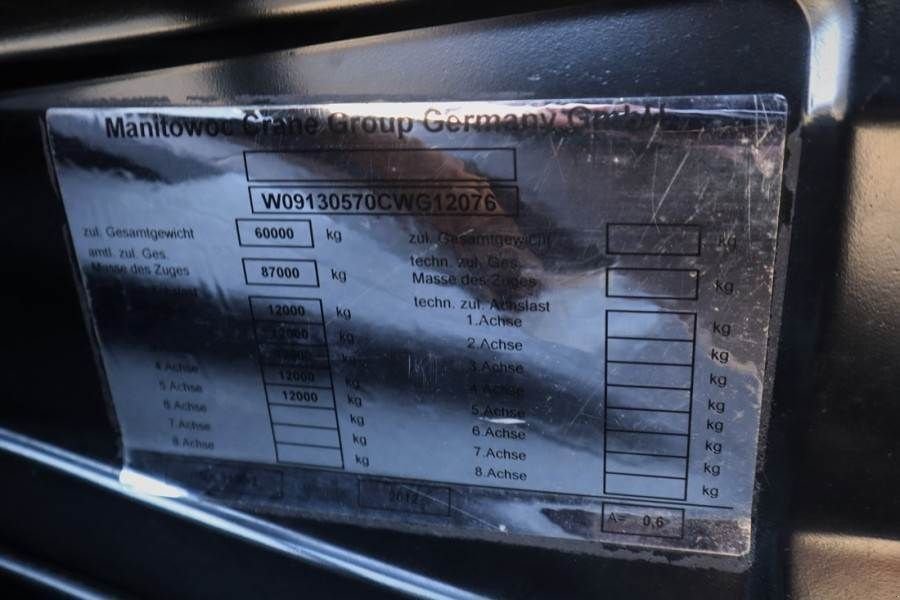 Manitowoc Crane Group Germany GmbH
W09130570CWG12076
zul. Gesamtgewicht 60000 kg zul. Gesamtgewicht kg
amtl. zul. Ges. techn. zul. Ges.
Masse des Zuges 87000 kg Masse des Zuges kg
techn. zul. Achslast
12000 kg 1.Achse kg
12000 kg 2.Achse kg
kg 3.Achse kg
4.Achse 12000 kg 4.Achse kg
5.Achse 12000 kg 5.Achse kg
6.Achse kg 6.Achse kg
7.Achse kg 7.Achse kg
8.Achse kg 8.Achse kg
2012
A= 0,6